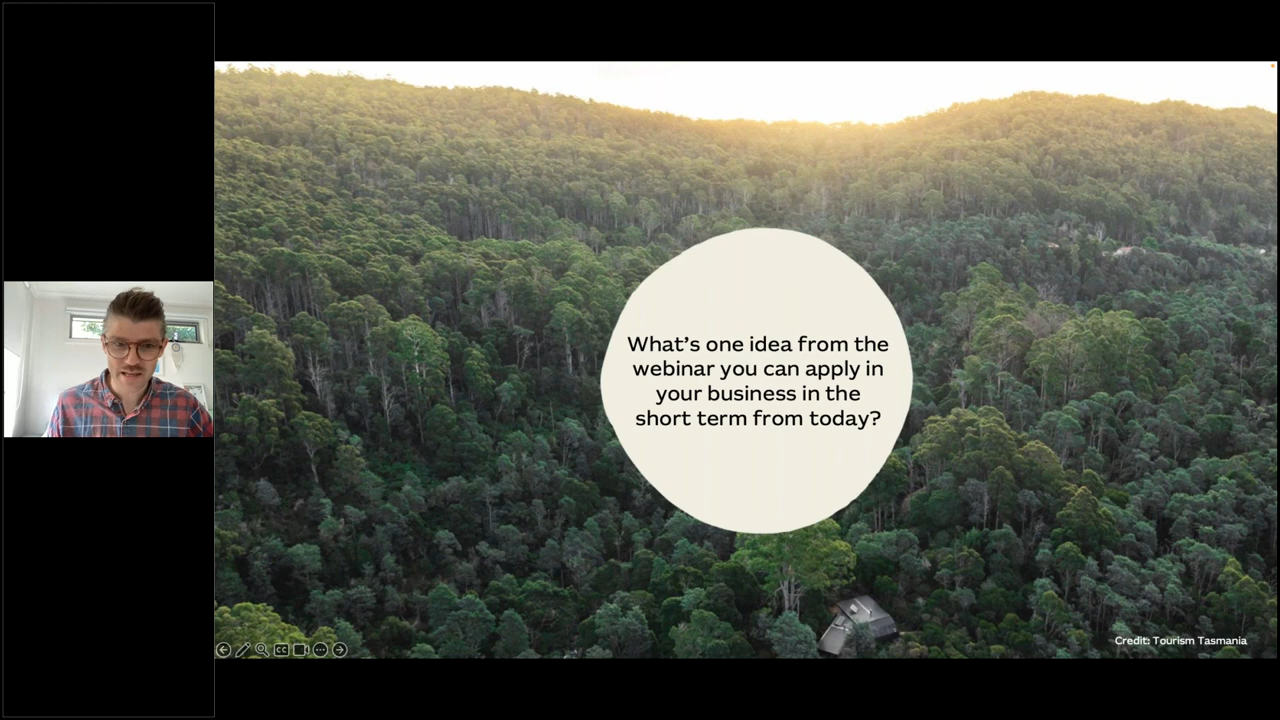 What's one idea from the
webinar you can apply in
your business in the
short term from today?
Credit: Tourism Tasmania